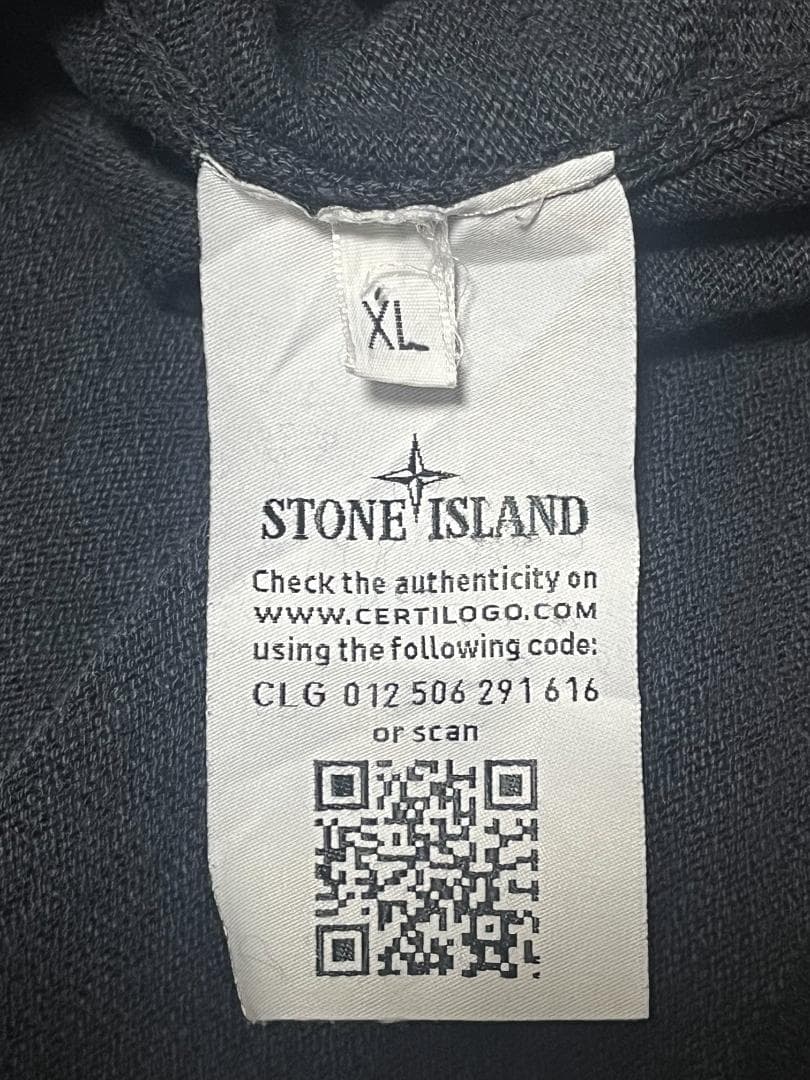 XL
STONE ISLAND
Check the authenticity on
WWW.CERTILOGO.COM
using the following code:
CLG 012 506 291 616
or scan